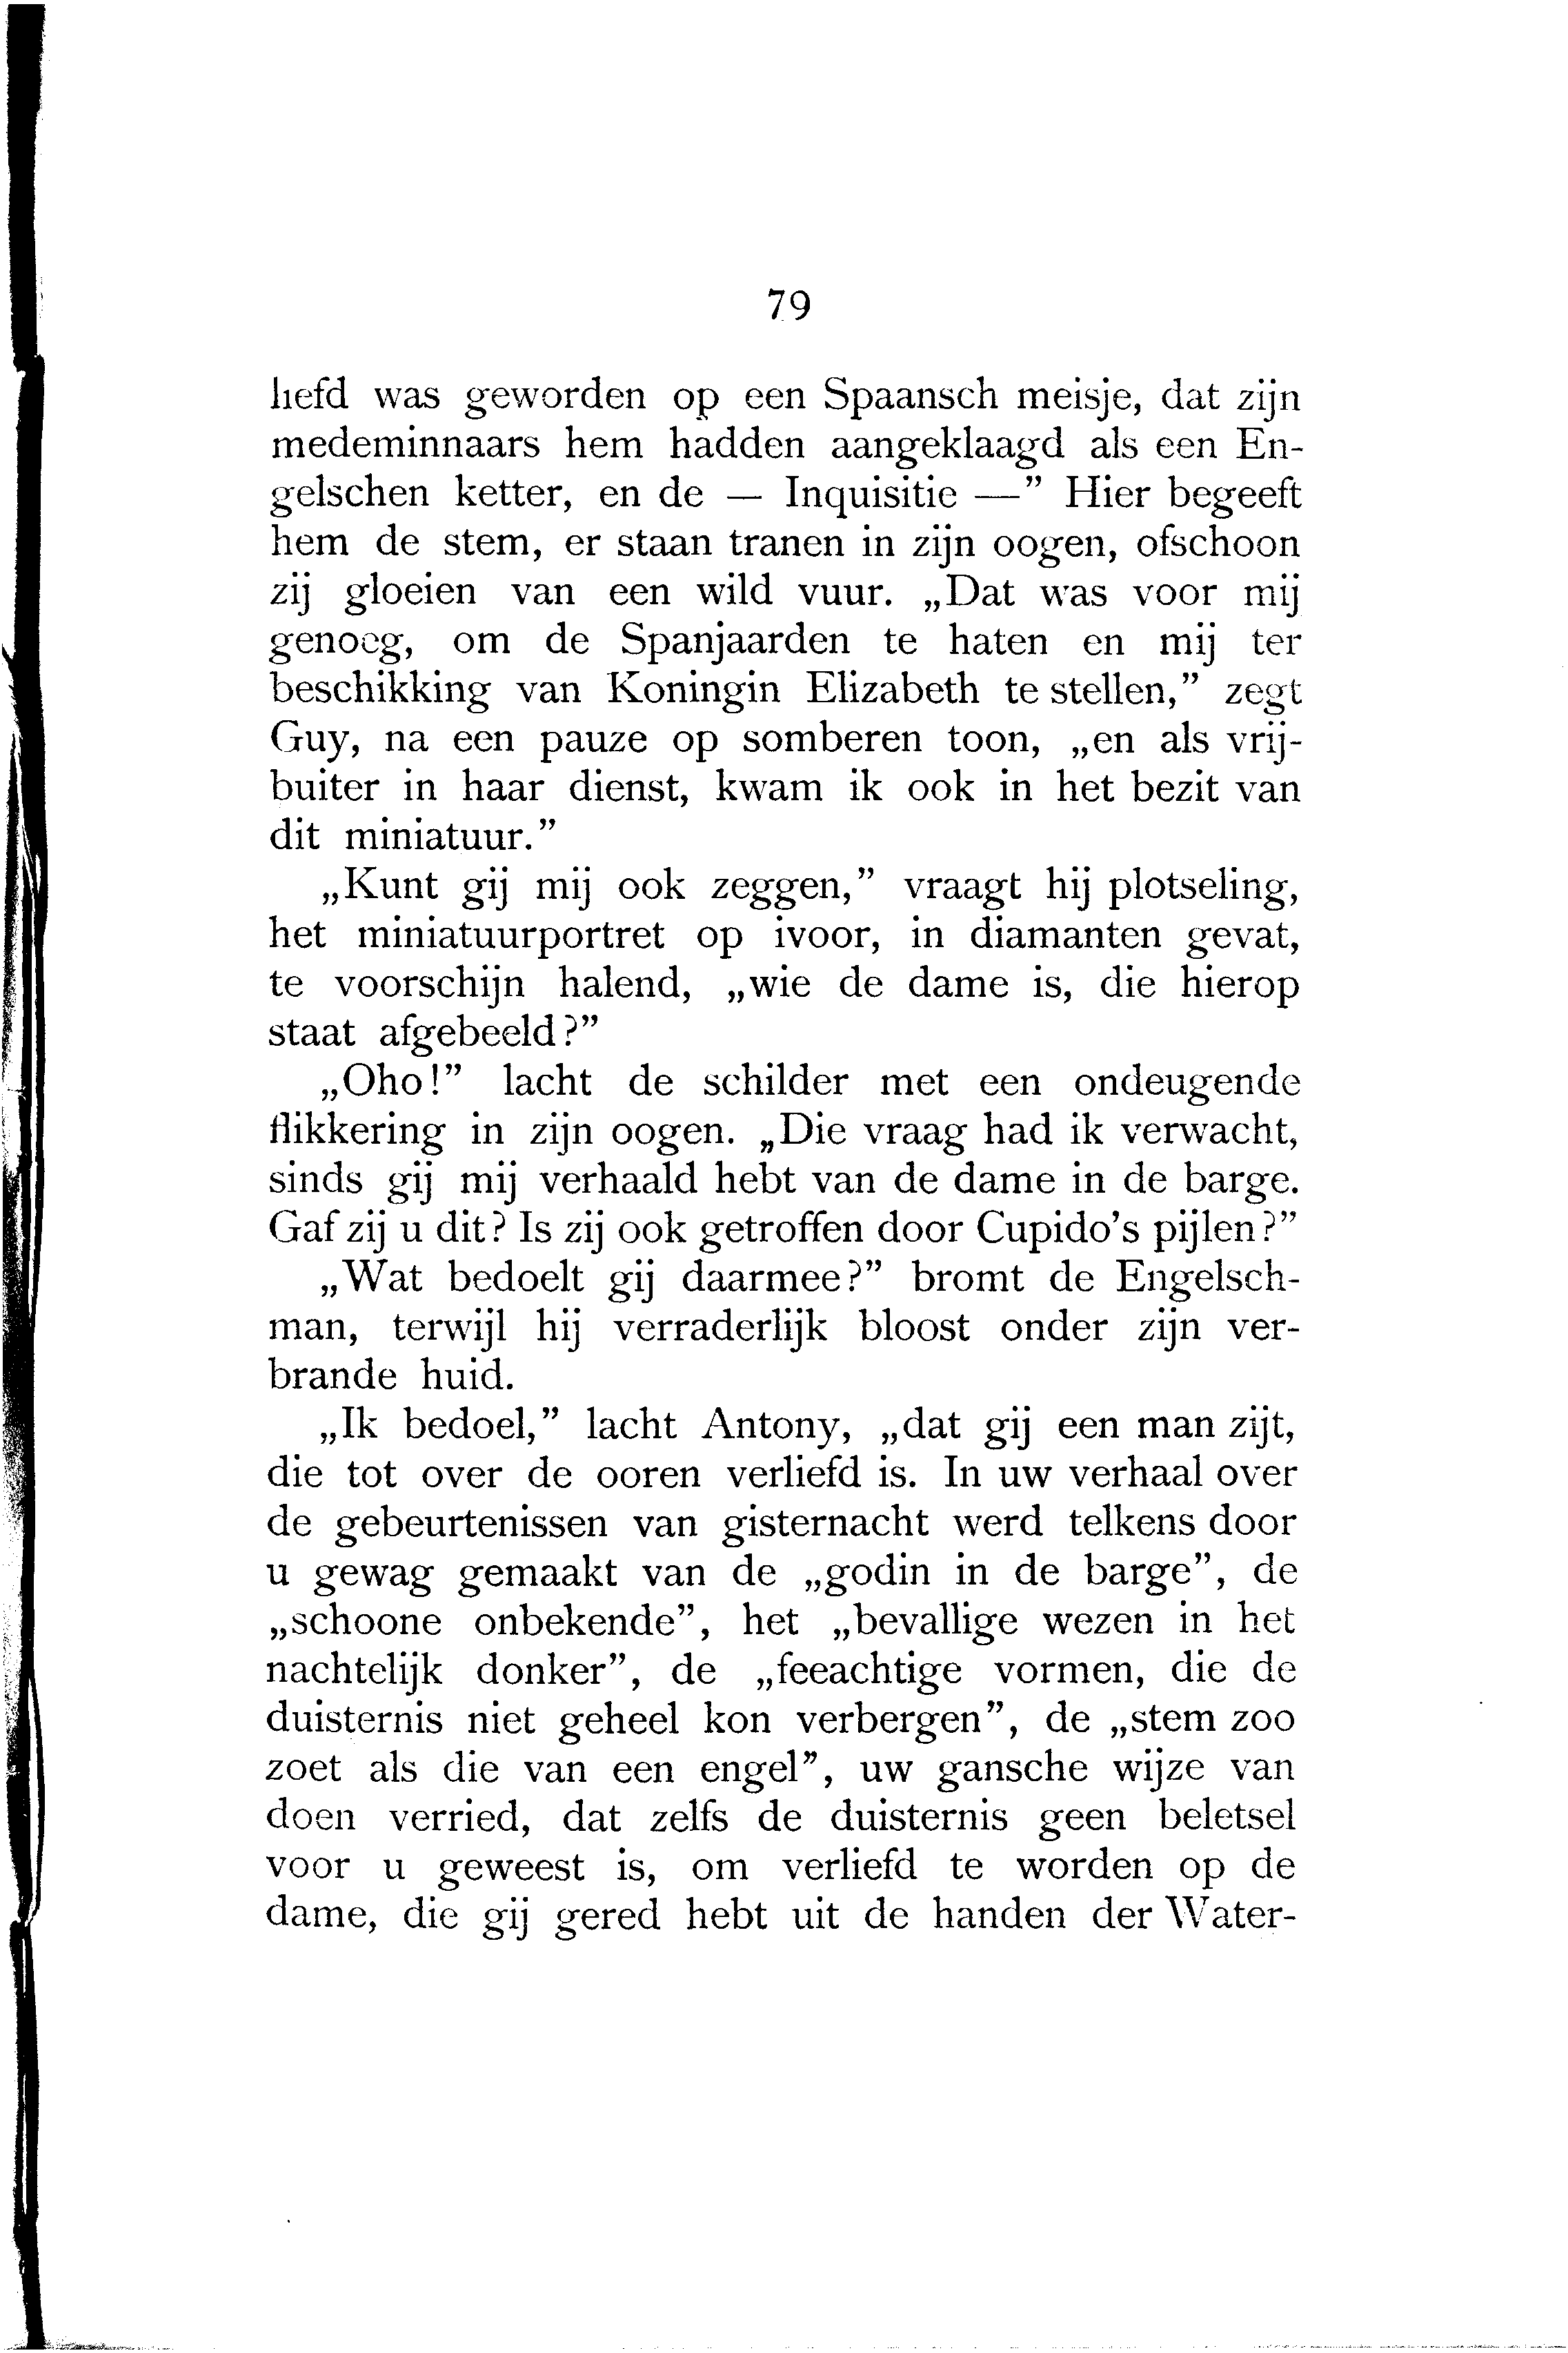 79
liefd was geworden op een Spaansch meisje, dat zijn
medeminnaars hem hadden aangeklaagd als een En-
gelschen ketter, en de — Inquisitie —” Hier begeeft
hem de stem, er staan tranen in zijn oogen, ofschoon
zij gloeien van een wild vuur. „Dat was voor mij
genoeg, om de Spanjaarden te haten en mij ter
beschikking van Koningin Elizabeth te stellen,” zegt
Guy, na een pauze op somberen toon, „en als vrij-
buiter in haar dienst, kwam ik ook in het bezit van
dit miniatuur.”
„Kunt gij mij ook zeggen,” vraagt hij plotseling,
het miniatuurportret op ivoor, in diamanten gevat,
te voorschijn halend, „wie de dame is, die hierop
staat afgebeeld?”
„Oho!” lacht de schilder met een ondeugende
flikkering in zijn oogen. „Die vraag had ik verwacht,
sinds gij mij verhaald hebt van de dame in de barge.
Gaf zij u dit? Is zij ook getroffen door Cupido’s pijlen?”
„Wat bedoelt gij daarmee?” bromt de Engelsch-
man, terwijl hij verraderlijk bloost onder zijn ver-
brande huid.
„Ik bedoel,” lacht Antony, „dat gij een man zijt,
die tot over de ooren verliefd is. In uw verhaal over
de gebeurtenissen van gisternacht werd telkens door
u gewag gemaakt van de „godin in de barge”, de
„schoone onbekende”, het „bevallige wezen in het
nachtelijk donker”, de „feeachtige vormen, die de
duisternis niet geheel kon verbergen”, de „stem zoo
zoet als die van een engel”, uw gansche wijze van
doen verried, dat zelfs de duisternis geen beletsel
voor u geweest is, om verliefd te worden op de
dame, die gij gered hebt uit de handen der Water-